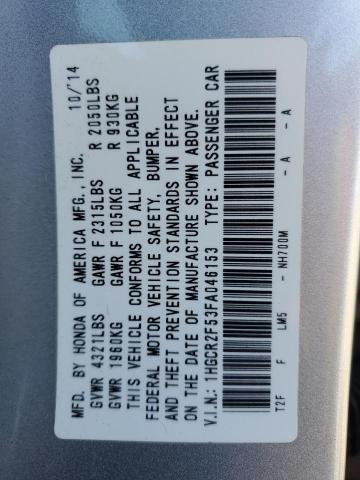 MFD. BY HONDA OF AMERICA MFG., INC. 10/'14
GVWR 4321LBS GAWR F 2315LBS R 2050LBS
GVWR 1960KG GAWR F 1050KG R 930KG
THIS VEHICLE CONFORMS TO ALL APPLICABLE
FEDERAL MOTOR VEHICLE SAFETY, BUMPER,
AND THEFT PREVENTION STANDARDS IN EFFECT
ON THE DATE OF MANUFACTURE SHOWN ABOVE.
V.I.N.: 1HGCR2F53FA046153 TYPE: PASSENGER CAR
F LM5 - NH700M - A - A
T2F